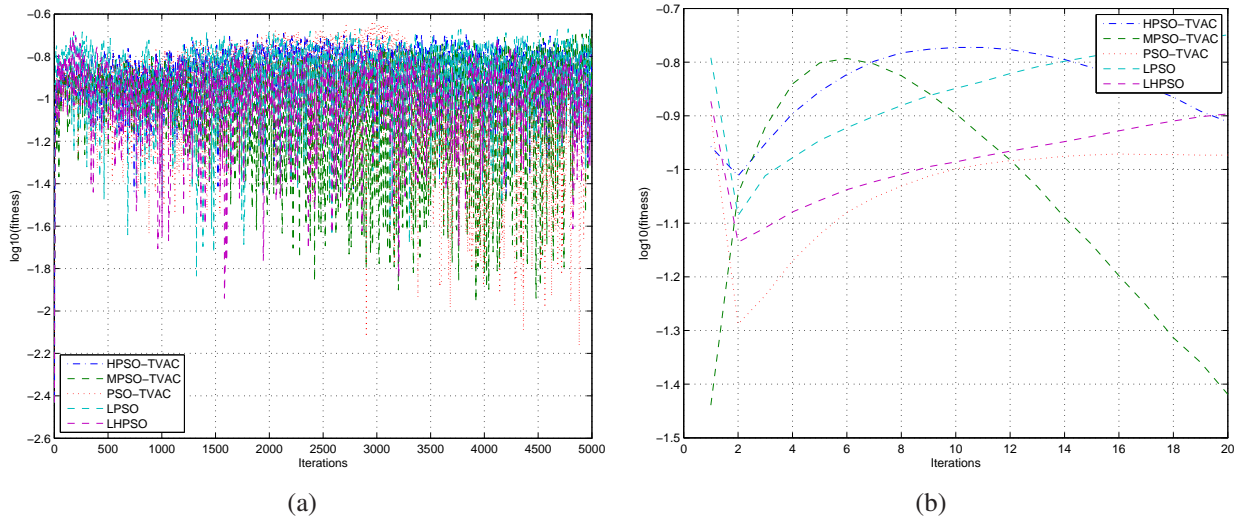 −0.6
−0.8
−1
−1.2
−1.4
−1.6
−1.8
−2
−2.2
−2.4
−2.6
log10(fitness)
HPSO−TVAC
MPSO−TVAC
PSO−TVAC
LPSO
LHPSO
0 500 1000 1500 2000 2500 3000 3500 4000 4500 5000
Iterations
(a)
−0.7
−0.8
−0.9
−1
−1.1
−1.2
−1.3
−1.4
−1.5
log10(fitness)
HPSO−TVAC
MPSO−TVAC
PSO−TVAC
LPSO
LHPSO
0 2 4 6 8 10 12 14 16 18 20
Iterations
(b)